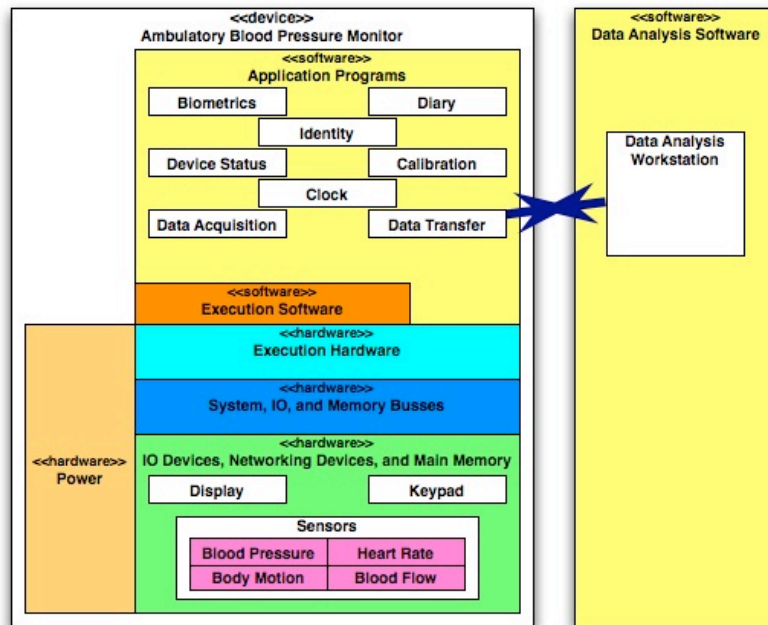 <<device>>
Ambulatory Blood Pressure Monitor
<<software>>
Application Programs
Biometrics
Diary
Identity
Device Status
Calibration
Clock
Data Acquisition
Data Transfer
<<software>>
Execution Software
<<hardware>>
Execution Hardware
<<hardware>>
System, IO, and Memory Busses
<<hardware>>
IO Devices, Networking Devices, and Main Memory
Display
Keypad
Sensors
Blood Pressure
Heart Rate
Body Motion
Blood Flow
<<hardware>>
Power
<<software>>
Data Analysis Software
Data Analysis
Workstation